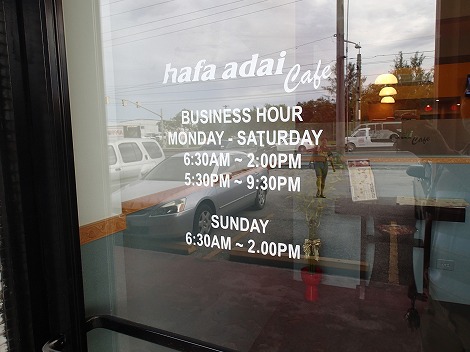 hafa adai Cafe
BUSINESS HOUR
MONDAY - SATURDAY
6:30AM ~ 2:00PM
5:30PM ~ 9:30PM
SUNDAY
6:30AM ~ 2.00PM
Cafe